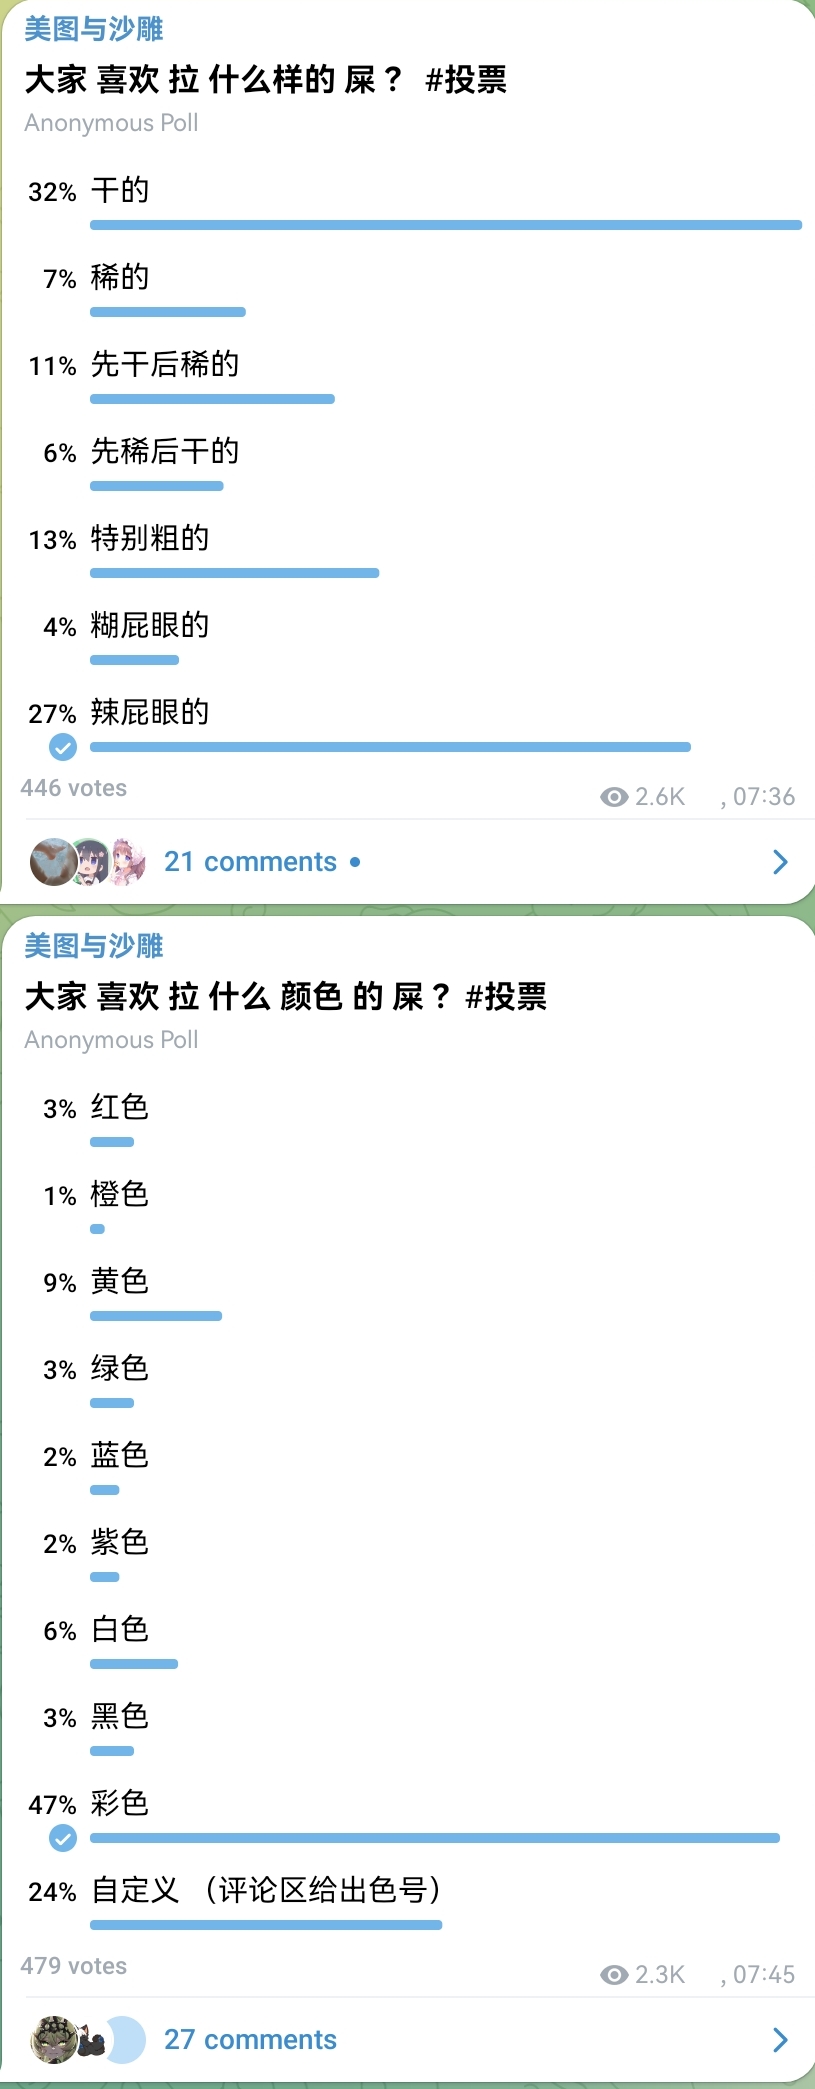 美图与沙雕
大家 喜欢 拉 什么样的 屎？ #投票
Anonymous Poll
32% 干的
7% 稀的
11% 先干后稀的
6% 先稀后干的
13% 特别粗的
4% 糊屁眼的
27% 辣屁眼的
446 votes 2.6K , 07:36
21 comments
美图与沙雕
大家 喜欢 拉 什么 颜色 的 屎？ #投票
Anonymous Poll
3% 红色
1% 橙色
9% 黄色
3% 绿色
2% 蓝色
2% 紫色
6% 白色
3% 黑色
47% 彩色
24% 自定义 （评论区给出色号）
479 votes 2.3K , 07:45
27 comments